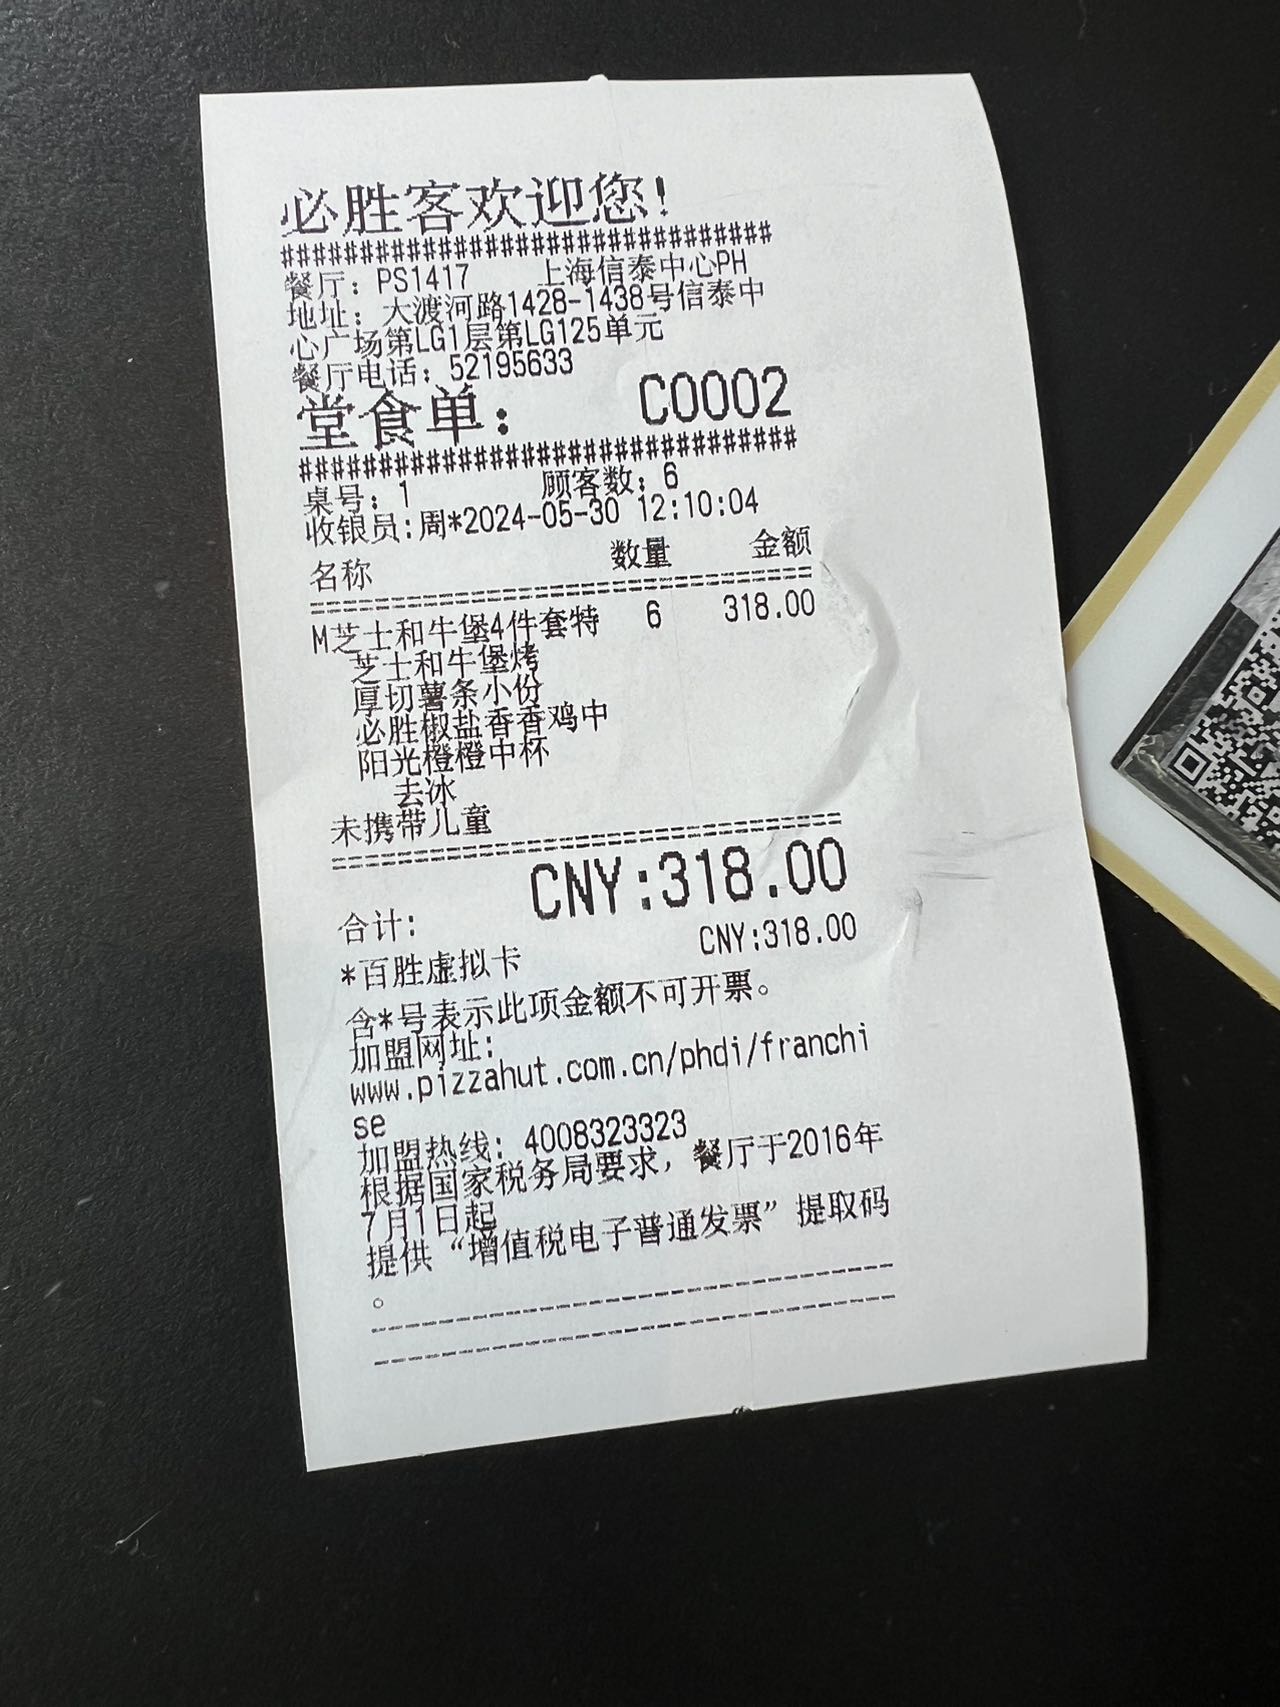 必胜客欢迎您!
###############################
餐厅: PS1417 上海信泰中心PH
地址: 大渡河路1428-1438号信泰中
心广场第LG1层第LG125单元
餐厅电话: 52195633
堂食单: C0002
###############################
桌号: 1 顾客数: 6
收银员:周*2024-05-30 12:10:04
名称 数量 金额
M芝士和牛堡4件套特 6 318.00
芝士和牛堡烤
厚切薯条小份
必胜椒盐香香鸡中
阳光橙橙中杯
去冰
未携带儿童
合计: CNY:318.00
*百胜虚拟卡 CNY:318.00
含*号表示此项金额不可开票。
加盟网址:
www.pizzahut.com.cn/phdi/franchi
se
加盟热线: 4008323323
根据国家税务局要求, 餐厅于2016年
7月1日起
提供“增值税电子普通发票”提取码
。